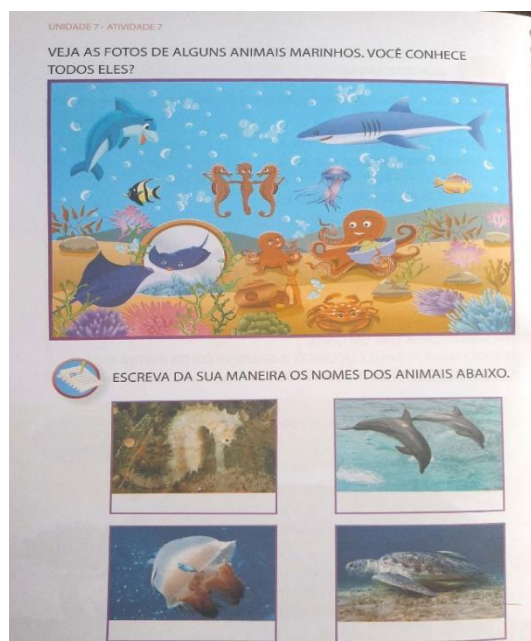 UNIDADE 7 - ATIVIDADE 7
VEJA AS FOTOS DE ALGUNS ANIMAIS MARINHOS. VOCÊ CONHECE
TODOS ELES?
ESCREVA DA SUA MANEIRA OS NOMES DOS ANIMAIS ABAIXO.